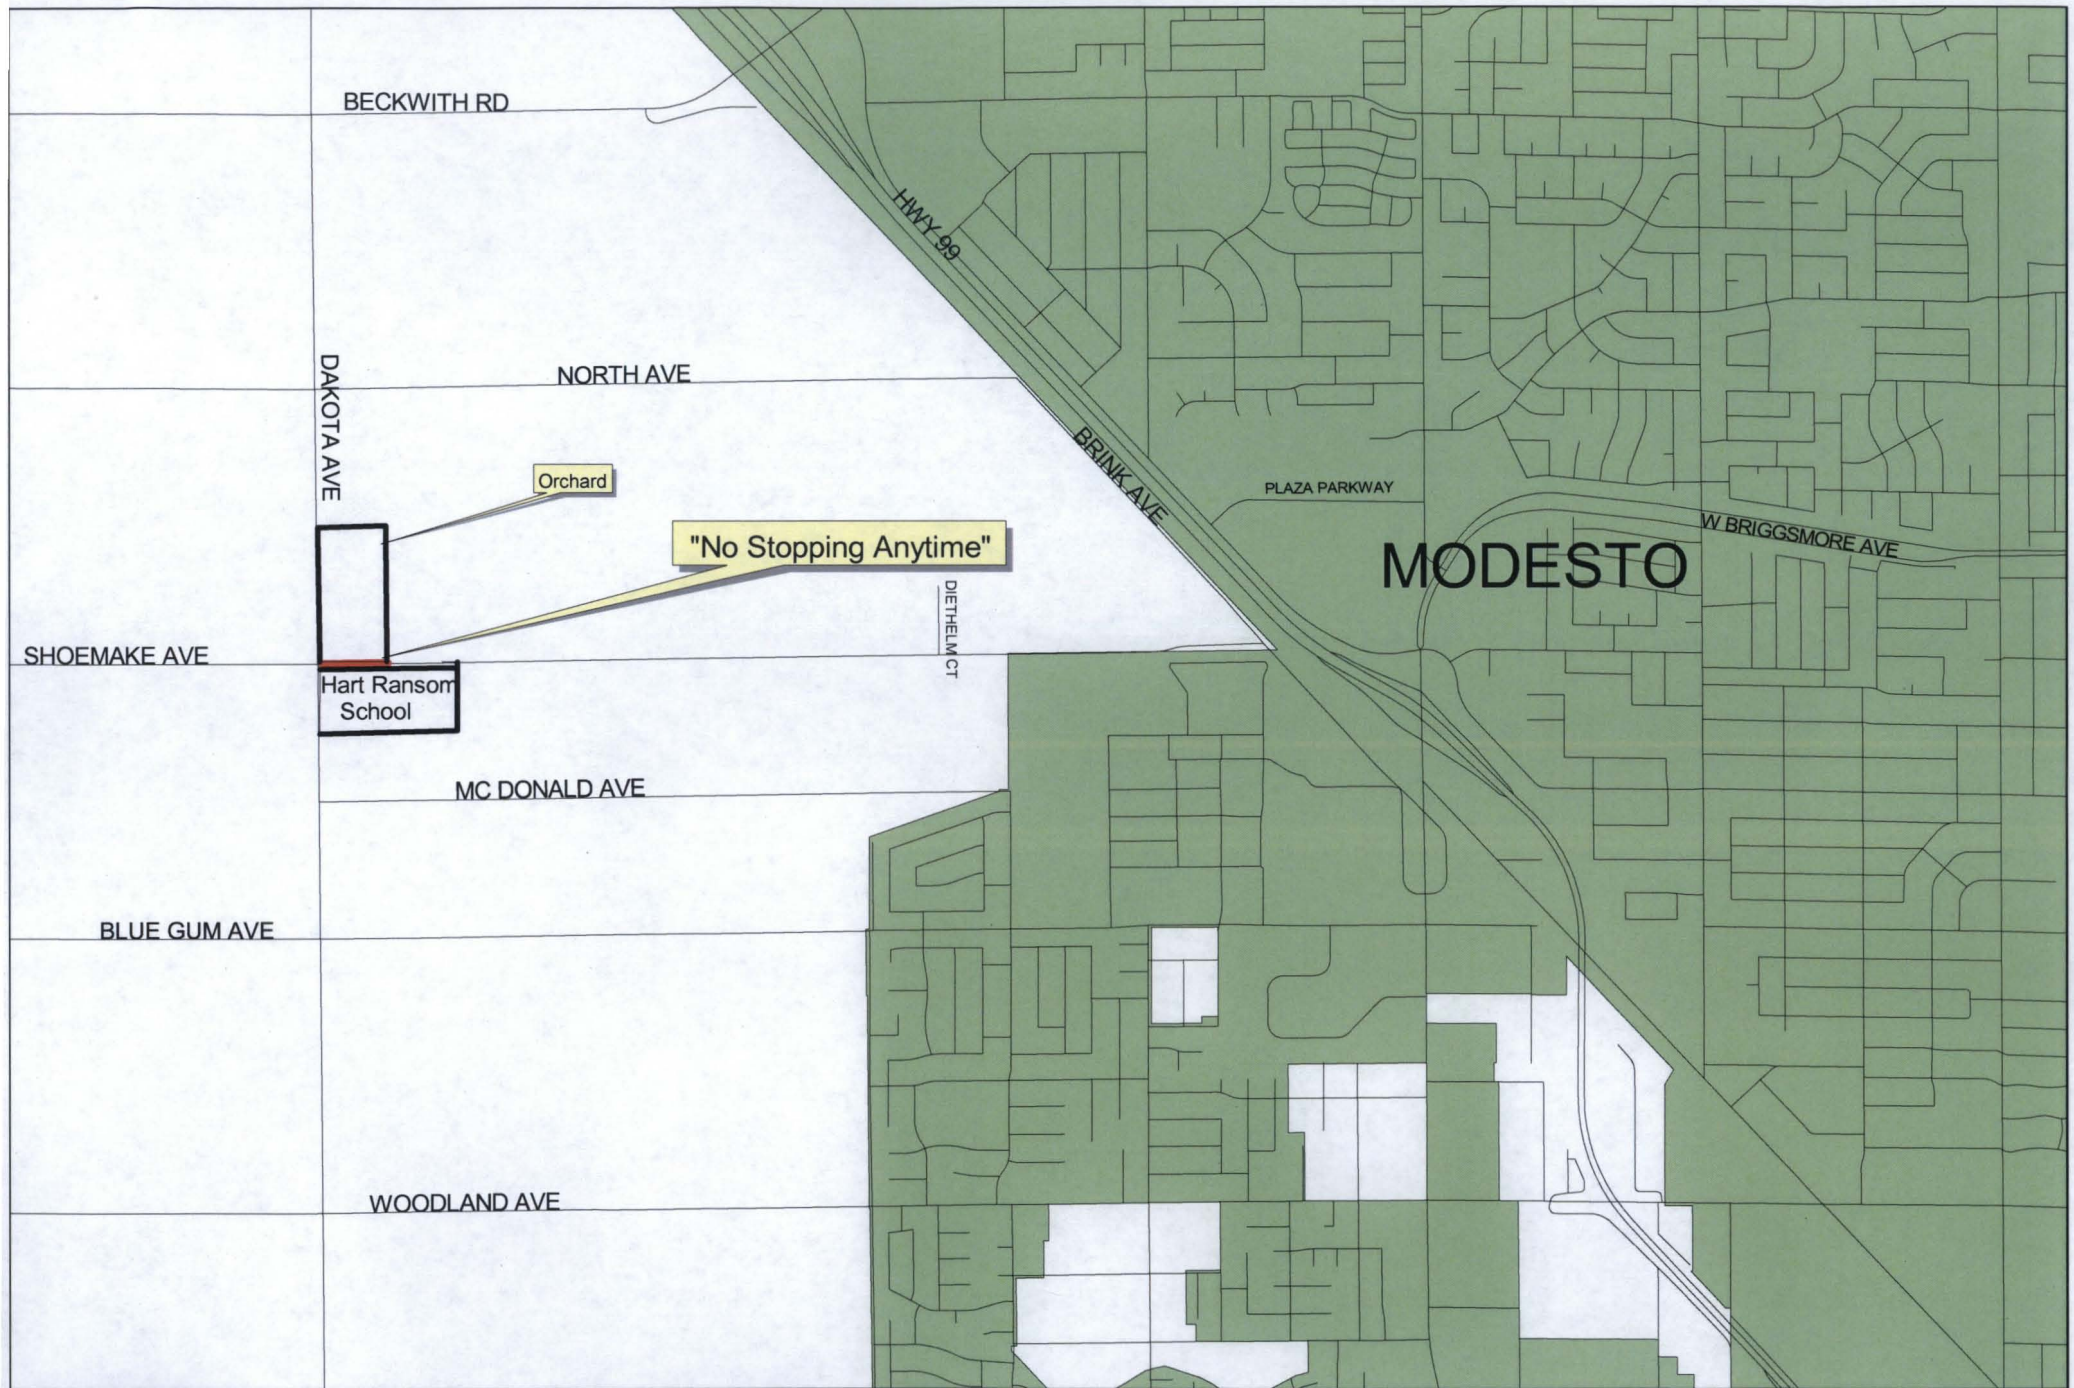 BECKWITH RD
HWY 99
DAKOTA AVE
NORTH AVE
BRINK AVE
Orchard
PLAZA PARKWAY
W BRIGGSMORE AVE
"No Stopping Anytime"
MODESTO
DIETHELM CT
SHOEMAKE AVE
Hart Ransom
School
MC DONALD AVE
BLUE GUM AVE
WOODLAND AVE